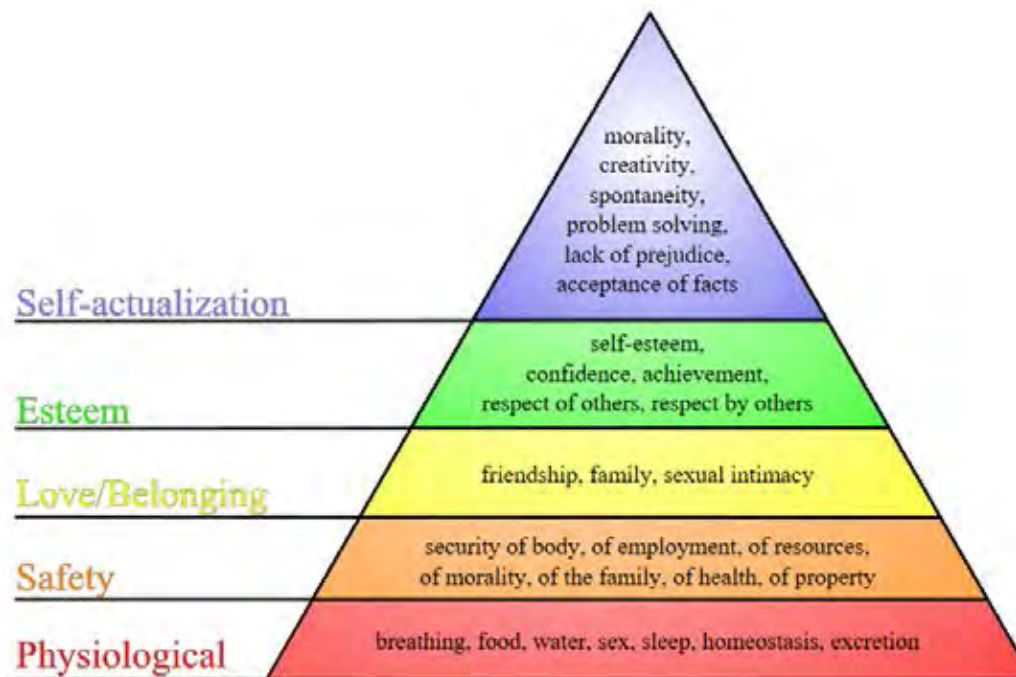 morality,
creativity,
spontaneity,
problem solving,
lack of prejudice,
acceptance of facts
Self-actualization
self-esteem,
confidence, achievement,
respect of others, respect by others
Esteem
friendship, family, sexual intimacy
Love/Belonging
security of body, of employment, of resources,
of morality, of the family, of health, of property
Safety
breathing, food, water, sex, sleep, homeostasis, excretion
Physiological